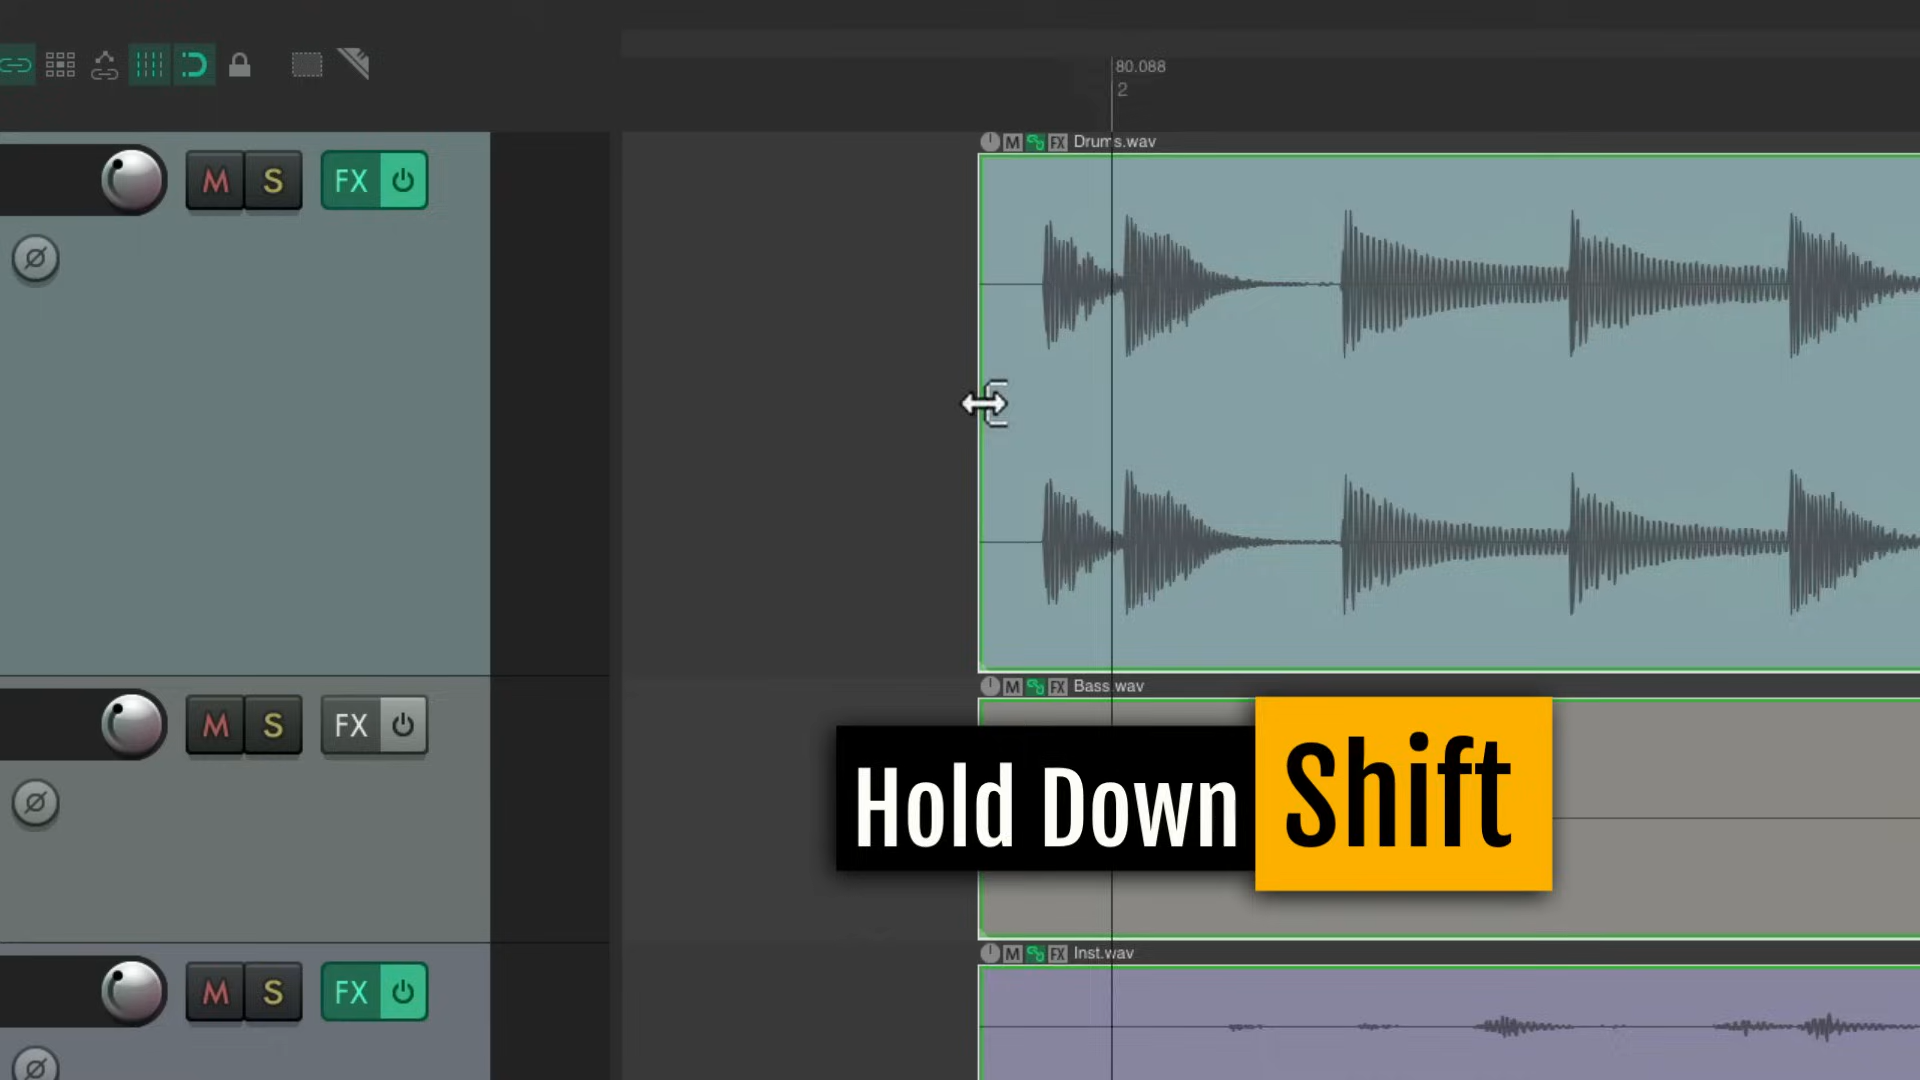 80.088
2
M FX Drums.wav
M S FX
M FX Bass.wav
M S FX
Hold Down Shift
M FX Inst.wav
M S FX